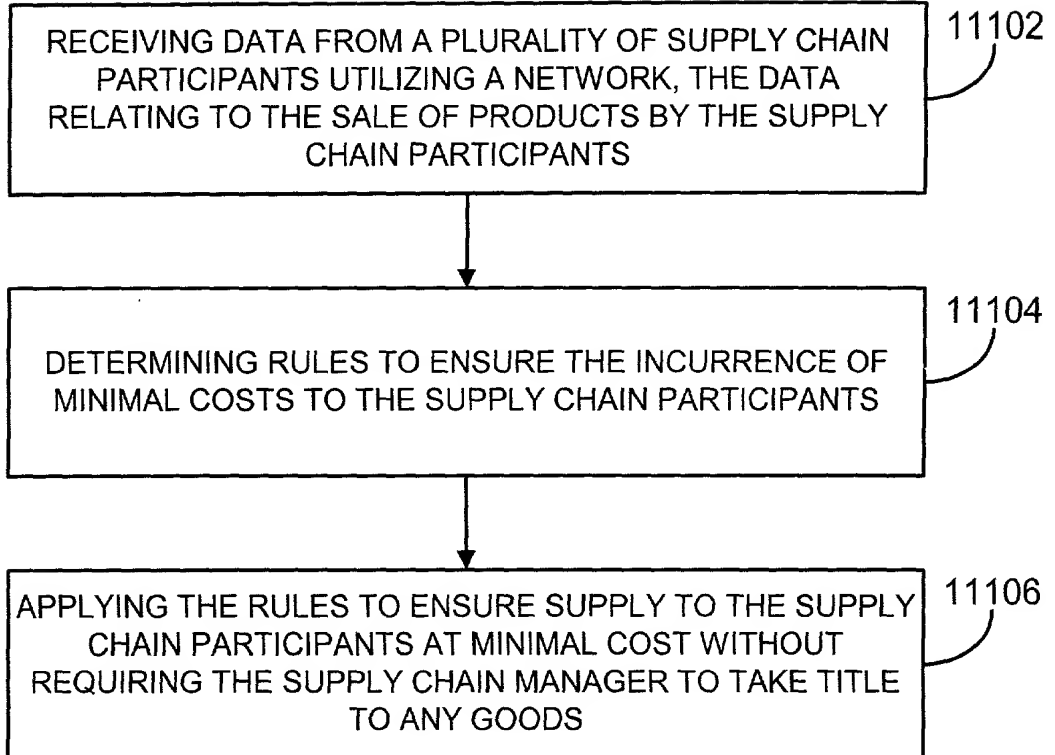 RECEIVING DATA FROM A PLURALITY OF SUPPLY CHAIN
PARTICIPANTS UTILIZING A NETWORK, THE DATA
RELATING TO THE SALE OF PRODUCTS BY THE SUPPLY
CHAIN PARTICIPANTS
11102
DETERMINING RULES TO ENSURE THE INCURRENCE OF
MINIMAL COSTS TO THE SUPPLY CHAIN PARTICIPANTS
11104
APPLYING THE RULES TO ENSURE SUPPLY TO THE SUPPLY
CHAIN PARTICIPANTS AT MINIMAL COST WITHOUT
REQUIRING THE SUPPLY CHAIN MANAGER TO TAKE TITLE
TO ANY GOODS
11106